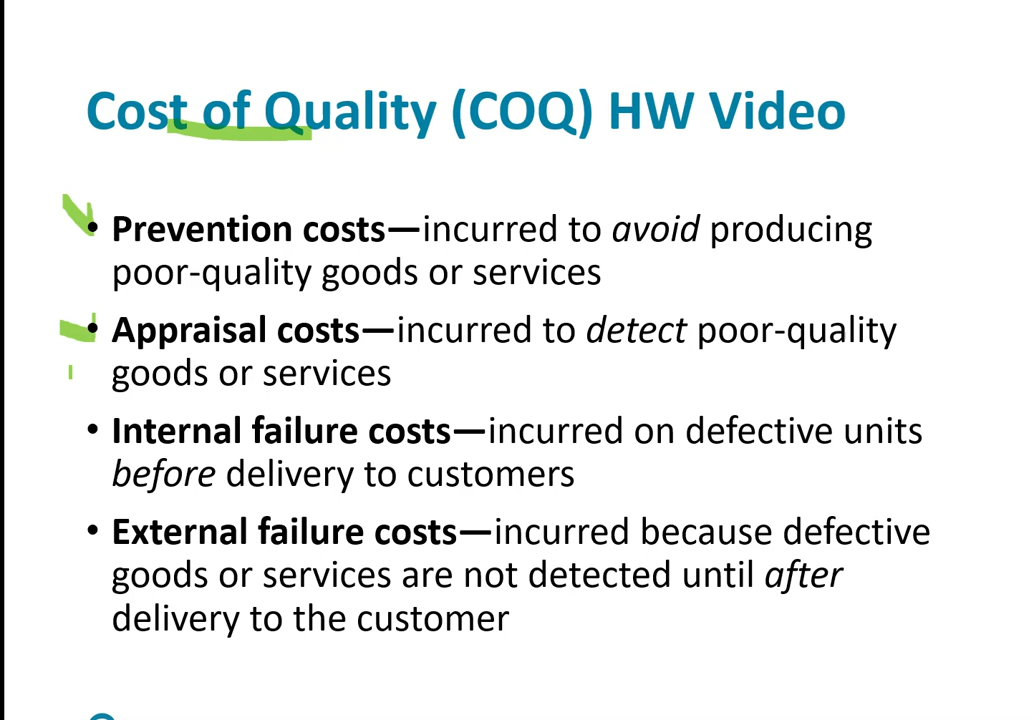 Cost of Quality (COQ) HW Video
• Prevention costs—incurred to avoid producing
poor-quality goods or services
• Appraisal costs—incurred to detect poor-quality
goods or services
• Internal failure costs—incurred on defective units
before delivery to customers
• External failure costs—incurred because defective
goods or services are not detected until after
delivery to the customer